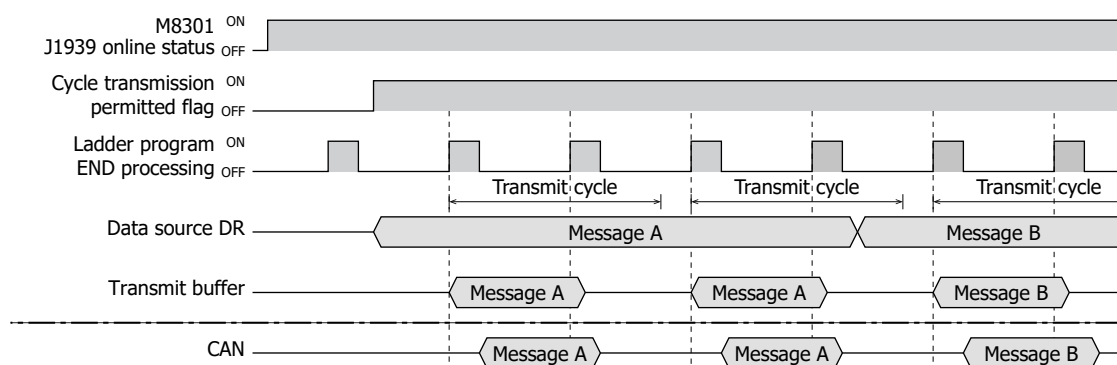 M8301 ON
J1939 online status OFF
Cycle transmission ON
permitted flag OFF
Ladder program ON
END processing OFF
Transmit cycle Transmit cycle Transmit cycle
Data source DR Message A Message B
Transmit buffer Message A Message A Message B
CAN Message A Message A Message B